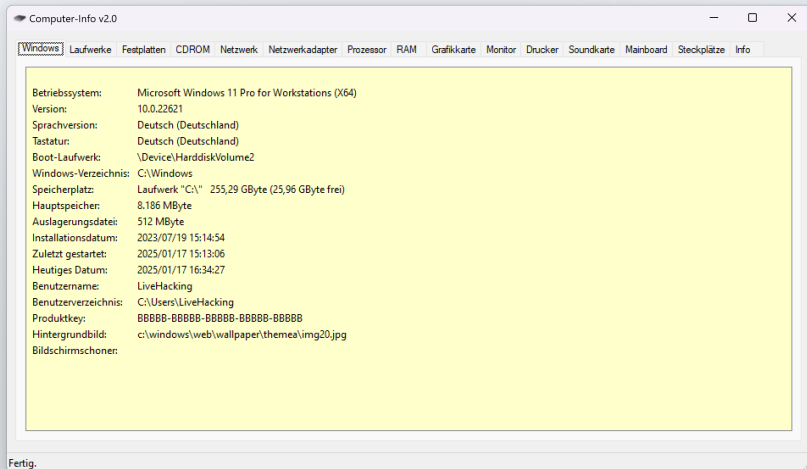 Computer-Info v2.0
Windows Laufwerke Festplatten CDROM Netzwerk Netzwerkadapter Prozessor RAM Grafikkarte Monitor Drucker Soundkarte Mainboard Steckplätze Info
Betriebssystem: Microsoft Windows 11 Pro for Workstations (X64)
Version: 10.0.22621
Sprachversion: Deutsch (Deutschland)
Tastatur: Deutsch (Deutschland)
Boot-Laufwerk: \Device\HarddiskVolume2
Windows-Verzeichnis: C:\Windows
Speicherplatz: Laufwerk "C:\" 255,29 GByte (25,96 GByte frei)
Hauptspeicher: 8.186 MByte
Auslagerungsdatei: 512 MByte
Installationsdatum: 2023/07/19 15:14:54
Zuletzt gestartet: 2025/01/17 15:13:06
Heutiges Datum: 2025/01/17 16:34:27
Benutzername: LiveHacking
Benutzerverzeichnis: C:\Users\LiveHacking
Produktkey: BBBBB-BBBBB-BBBBB-BBBBB-BBBBB
Hintergrundbild: c:\windows\web\wallpaper\themea\img20.jpg
Bildschirmschoner:
Fertig.